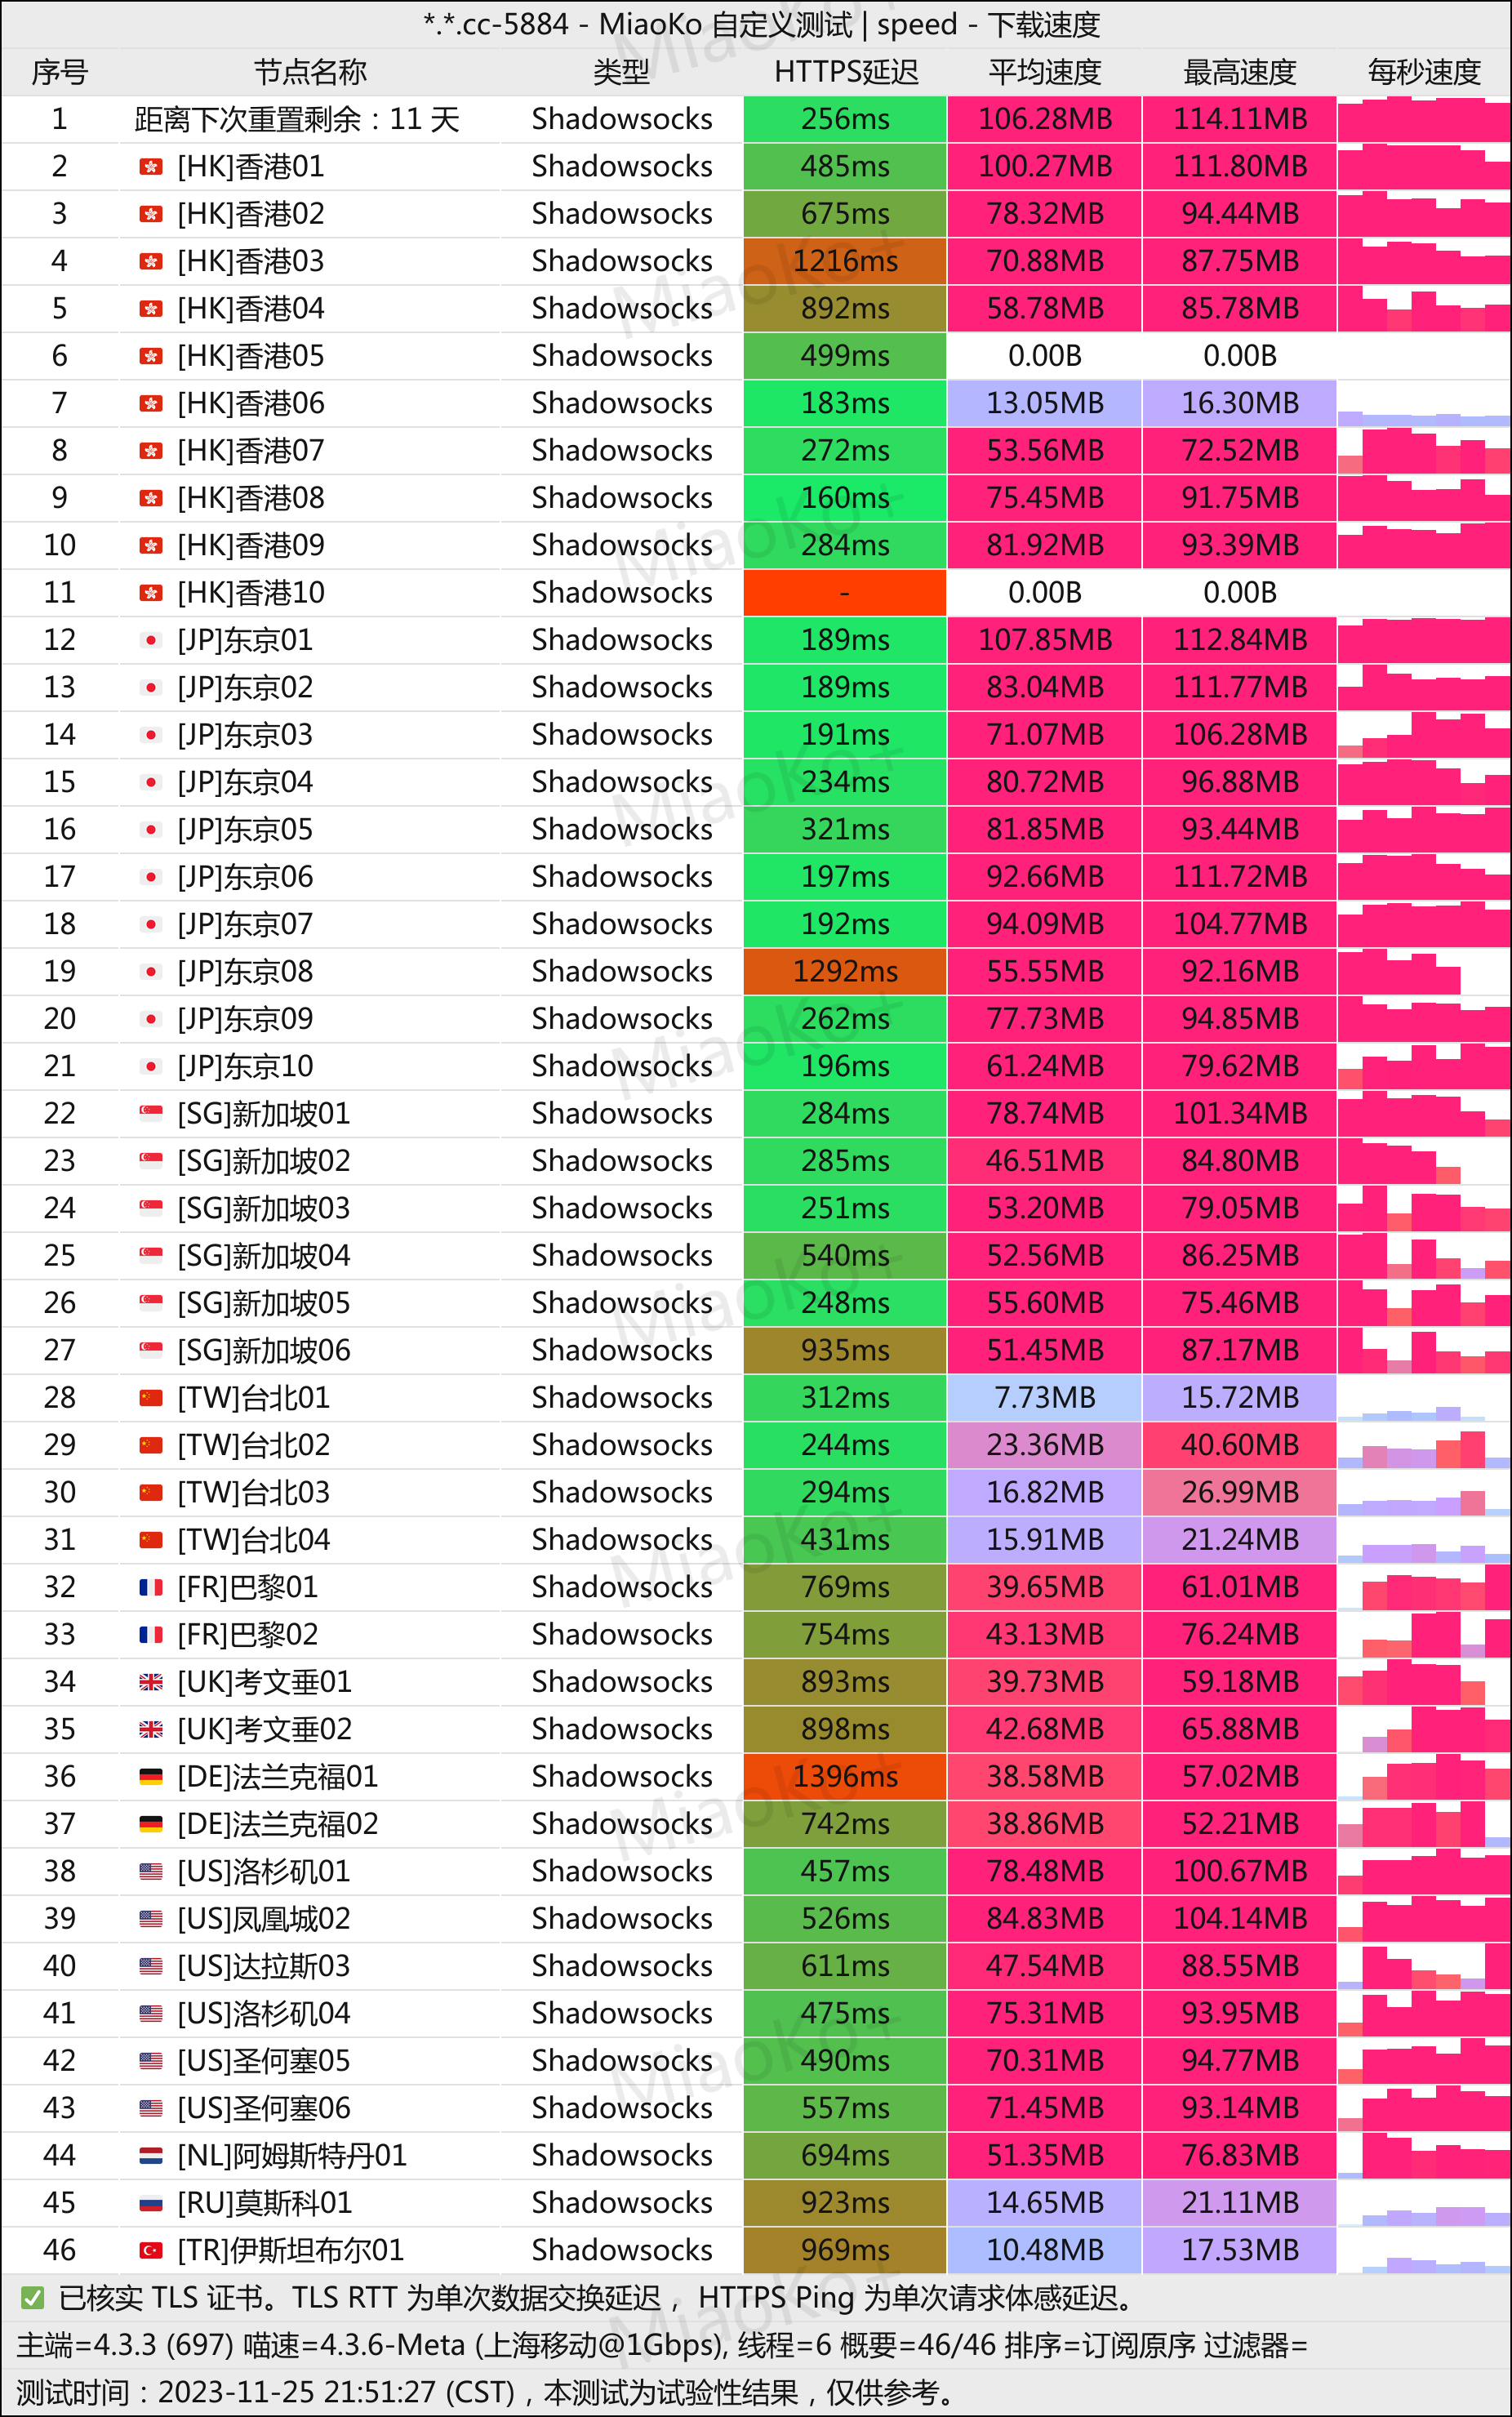 *.*.cc-5884 - MiaoKo 自定义测试 | speed - 下载速度
序号 节点名称 类型 HTTPS延迟 平均速度 最高速度 每秒速度
1 距离下次重置剩余：11 天 Shadowsocks 256ms 106.28MB 114.11MB
2 [HK]香港01 Shadowsocks 485ms 100.27MB 111.80MB
3 [HK]香港02 Shadowsocks 675ms 78.32MB 94.44MB
4 [HK]香港03 Shadowsocks 1216ms 70.88MB 87.75MB
5 [HK]香港04 Shadowsocks 892ms 58.78MB 85.78MB
6 [HK]香港05 Shadowsocks 499ms 0.00B 0.00B
7 [HK]香港06 Shadowsocks 183ms 13.05MB 16.30MB
8 [HK]香港07 Shadowsocks 272ms 53.56MB 72.52MB
9 [HK]香港08 Shadowsocks 160ms 75.45MB 91.75MB
10 [HK]香港09 Shadowsocks 284ms 81.92MB 93.39MB
11 [HK]香港10 Shadowsocks - 0.00B 0.00B
12 [JP]东京01 Shadowsocks 189ms 107.85MB 112.84MB
13 [JP]东京02 Shadowsocks 189ms 83.04MB 111.77MB
14 [JP]东京03 Shadowsocks 191ms 71.07MB 106.28MB
15 [JP]东京04 Shadowsocks 234ms 80.72MB 96.88MB
16 [JP]东京05 Shadowsocks 321ms 81.85MB 93.44MB
17 [JP]东京06 Shadowsocks 197ms 92.66MB 111.72MB
18 [JP]东京07 Shadowsocks 192ms 94.09MB 104.77MB
19 [JP]东京08 Shadowsocks 1292ms 55.55MB 92.16MB
20 [JP]东京09 Shadowsocks 262ms 77.73MB 94.85MB
21 [JP]东京10 Shadowsocks 196ms 61.24MB 79.62MB
22 [SG]新加坡01 Shadowsocks 284ms 78.74MB 101.34MB
23 [SG]新加坡02 Shadowsocks 285ms 46.51MB 84.80MB
24 [SG]新加坡03 Shadowsocks 251ms 53.20MB 79.05MB
25 [SG]新加坡04 Shadowsocks 540ms 52.56MB 86.25MB
26 [SG]新加坡05 Shadowsocks 248ms 55.60MB 75.46MB
27 [SG]新加坡06 Shadowsocks 935ms 51.45MB 87.17MB
28 [TW]台北01 Shadowsocks 312ms 7.73MB 15.72MB
29 [TW]台北02 Shadowsocks 244ms 23.36MB 40.60MB
30 [TW]台北03 Shadowsocks 294ms 16.82MB 26.99MB
31 [TW]台北04 Shadowsocks 431ms 15.91MB 21.24MB
32 [FR]巴黎01 Shadowsocks 769ms 39.65MB 61.01MB
33 [FR]巴黎02 Shadowsocks 754ms 43.13MB 76.24MB
34 [UK]考文垂01 Shadowsocks 893ms 39.73MB 59.18MB
35 [UK]考文垂02 Shadowsocks 898ms 42.68MB 65.88MB
36 [DE]法兰克福01 Shadowsocks 1396ms 38.58MB 57.02MB
37 [DE]法兰克福02 Shadowsocks 742ms 38.86MB 52.21MB
38 [US]洛杉矶01 Shadowsocks 457ms 78.48MB 100.67MB
39 [US]凤凰城02 Shadowsocks 526ms 84.83MB 104.14MB
40 [US]达拉斯03 Shadowsocks 611ms 47.54MB 88.55MB
41 [US]洛杉矶04 Shadowsocks 475ms 75.31MB 93.95MB
42 [US]圣何塞05 Shadowsocks 490ms 70.31MB 94.77MB
43 [US]圣何塞06 Shadowsocks 557ms 71.45MB 93.14MB
44 [NL]阿姆斯特丹01 Shadowsocks 694ms 51.35MB 76.83MB
45 [RU]莫斯科01 Shadowsocks 923ms 14.65MB 21.11MB
46 [TR]伊斯坦布尔01 Shadowsocks 969ms 10.48MB 17.53MB
✅ 已核实 TLS 证书。TLS RTT 为单次数据交换延迟， HTTPS Ping 为单次请求体感延迟。
主端=4.3.3 (697) 喵速=4.3.6-Meta (上海移动@1Gbps), 线程=6 概要=46/46 排序=订阅原序 过滤器=
测试时间：2023-11-25 21:51:27 (CST)，本测试为试验性结果，仅供参考。
MiaoKo+
MiaoKo+
MiaoKo+
MiaoKo+
MiaoKo+
MiaoKo+
MiaoKo+
MiaoKo+
MiaoKo+
MiaoKo+